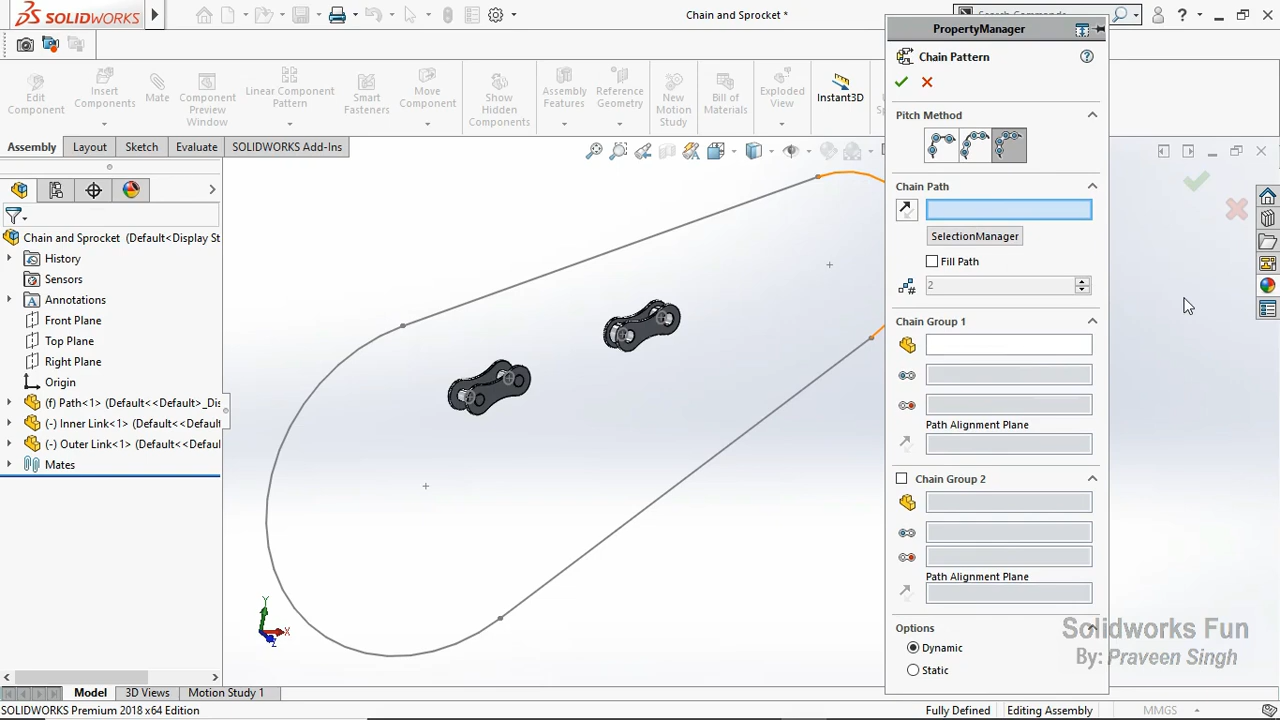 SOLIDWORKS
Chain and Sprocket *
Search Commands
PropertyManager
Chain Pattern
Edit Component
Insert Components
Mate
Component Preview Window
Linear Component Pattern
Smart Fasteners
Move Component
Show Hidden Components
Assembly Features
Reference Geometry
New Motion Study
Bill of Materials
Exploded View
Instant3D
Assembly
Layout
Sketch
Evaluate
SOLIDWORKS Add-Ins
Pitch Method
Chain Path
SelectionManager
Fill Path
2
Chain Group 1
Path Alignment Plane
Chain Group 2
Path Alignment Plane
Options
Dynamic
Static
Chain and Sprocket (Default<Display St
History
Sensors
Annotations
Front Plane
Top Plane
Right Plane
Origin
(f) Path<1> (Default<<Default>_Dis
(-) Inner Link<1> (Default<<Default
(-) Outer Link<1> (Default<<Defaul
Mates
Y
X
Z
Solidworks Fun
By: Praveen Singh
Model
3D Views
Motion Study 1
SOLIDWORKS Premium 2018 x64 Edition
Fully Defined
Editing Assembly
MMGS